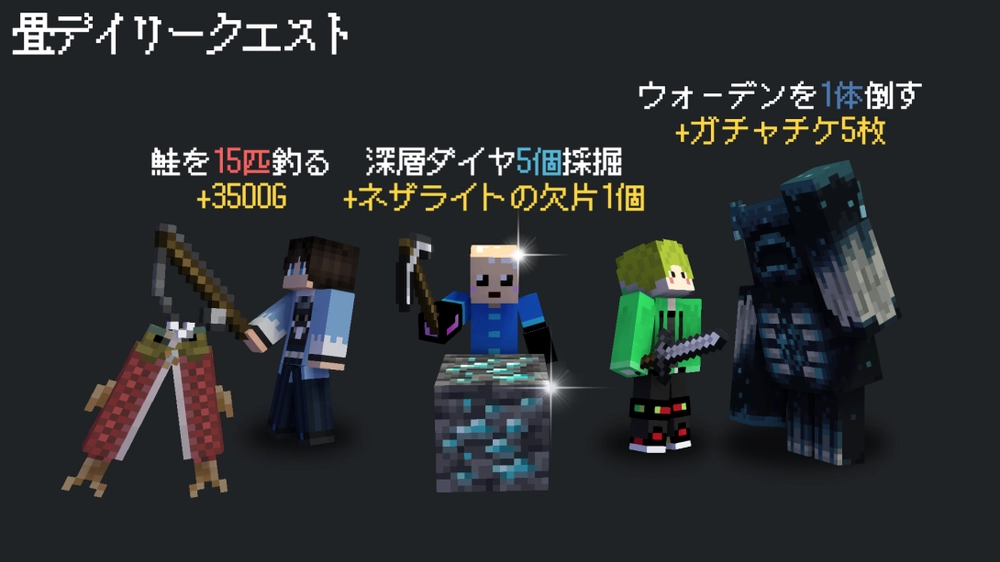 畳デイリークエスト
鮭を15匹釣る
+3500G
深層ダイヤ5個採掘
+ネザライトの欠片1個
ウォーデンを1体倒す
+ガチャチケ5枚